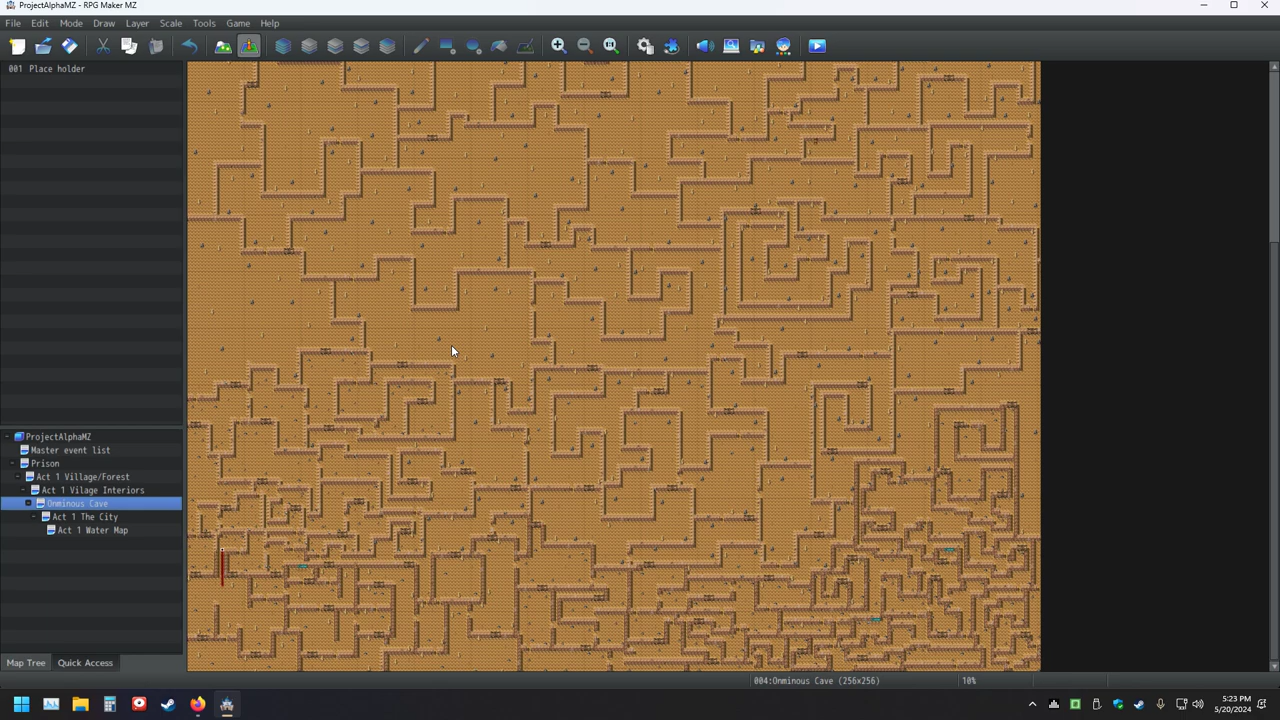 ProjectAlphaMZ - RPG Maker MZ
File Edit Mode Draw Layer Scale Tools Game Help
001 Place holder
ProjectAlphaMZ
Master event list
Prison
Act 1 Village/Forest
Act 1 Vilage Interiors
Onminous Cave
Act 1 The City
Act 1 Water Map
Map Tree Quick Access
004:Onminous Cave (256x256) 10%
5:23 PM
5/20/2024